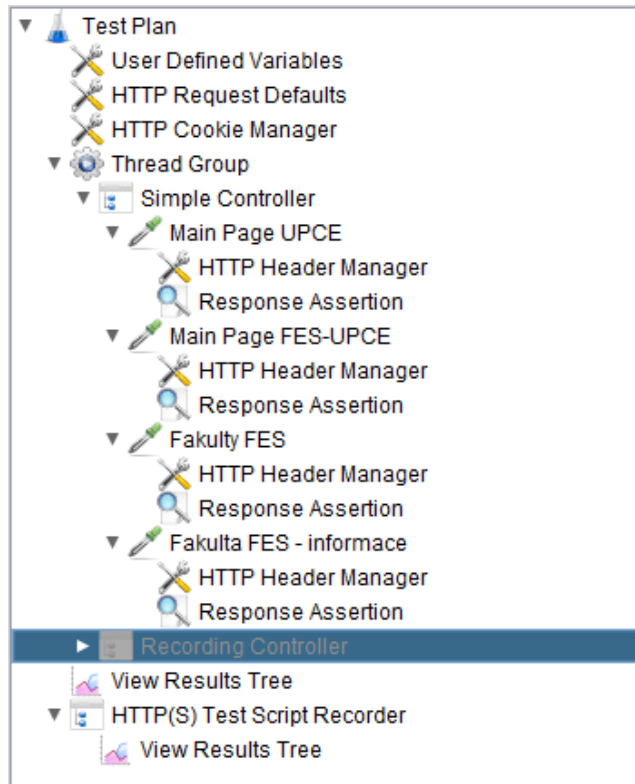 Test Plan
User Defined Variables
HTTP Request Defaults
HTTP Cookie Manager
Thread Group
Simple Controller
Main Page UPCE
HTTP Header Manager
Response Assertion
Main Page FES-UPCE
HTTP Header Manager
Response Assertion
Fakulty FES
HTTP Header Manager
Response Assertion
Fakulta FES - informace
HTTP Header Manager
Response Assertion
Recording Controller
View Results Tree
HTTP(S) Test Script Recorder
View Results Tree